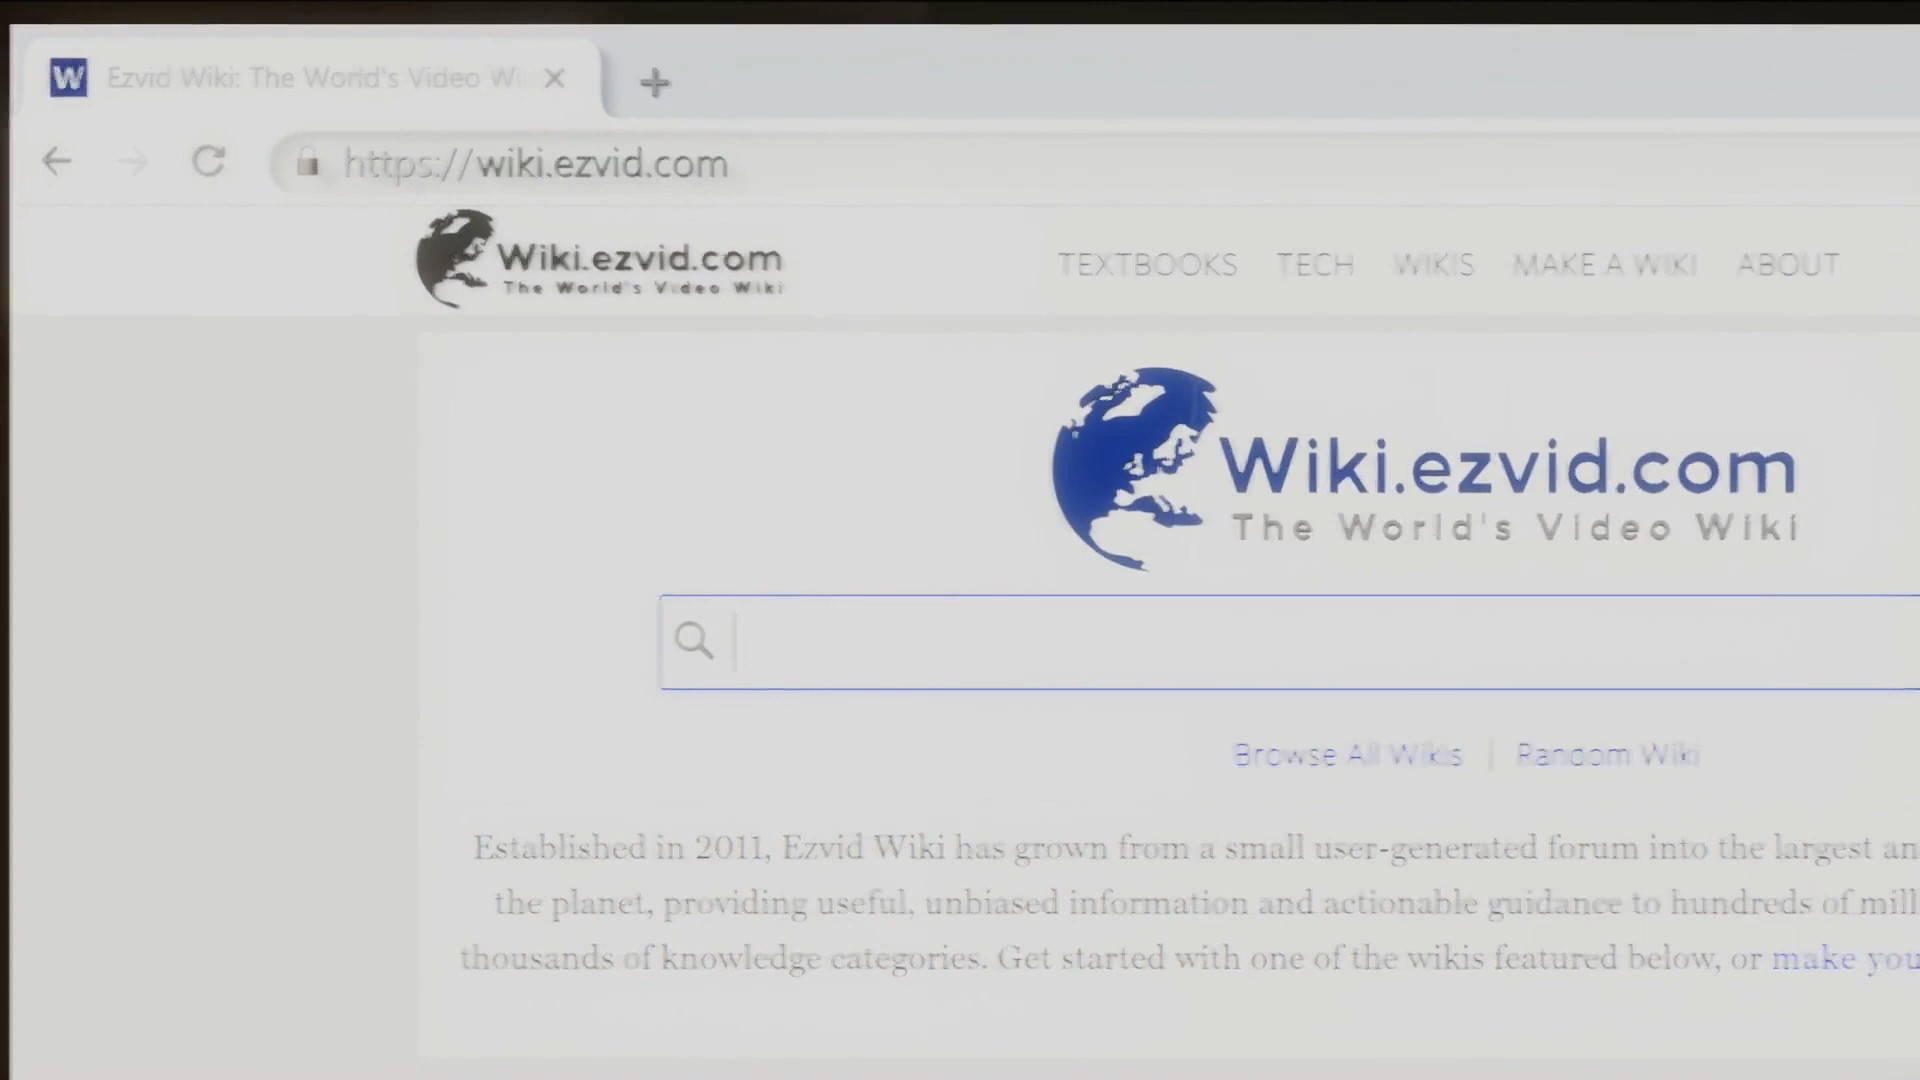 W Ezvid Wiki: The World's Video Wi
https://wiki.ezvid.com
Wiki.ezvid.com
The World's Video Wiki
TEXTBOOKS TECH WIKIS MAKE A WIKI ABOUT
Wiki.ezvid.com
The World's Video Wiki
Browse All Wikis | Random Wiki
Established in 2011, Ezvid Wiki has grown from a small user-generated forum into the largest an
the planet, providing useful, unbiased information and actionable guidance to hundreds of mill
thousands of knowledge categories. Get started with one of the wikis featured below, or make you